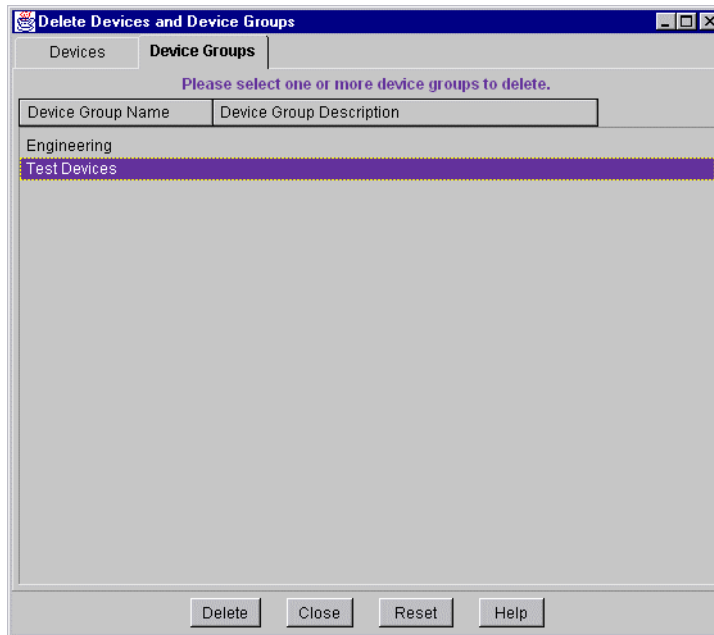 Delete Devices and Device Groups
Devices Device Groups
Please select one or more device groups to delete.
Device Group Name Device Group Description
Engineering
Test Devices
Delete Close Reset Help